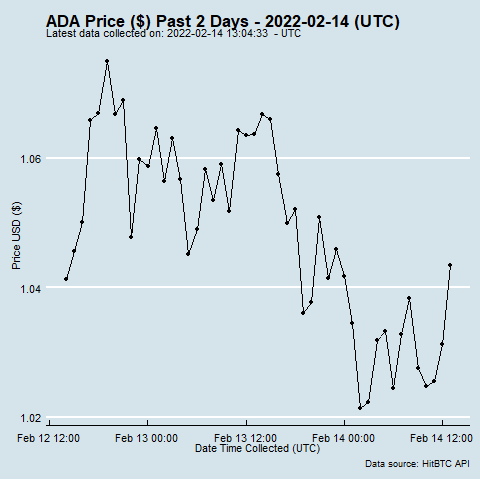 ADA Price ($) Past 2 Days - 2022-02-14 (UTC)
Latest data collected on: 2022-02-14 13:04:33 - UTC
Price USD ($)
1.06
1.04
1.02
Feb 12 12:00 Feb 13 00:00 Feb 13 12:00 Feb 14 00:00 Feb 14 12:00
Date Time Collected (UTC)
Data source: HitBTC API